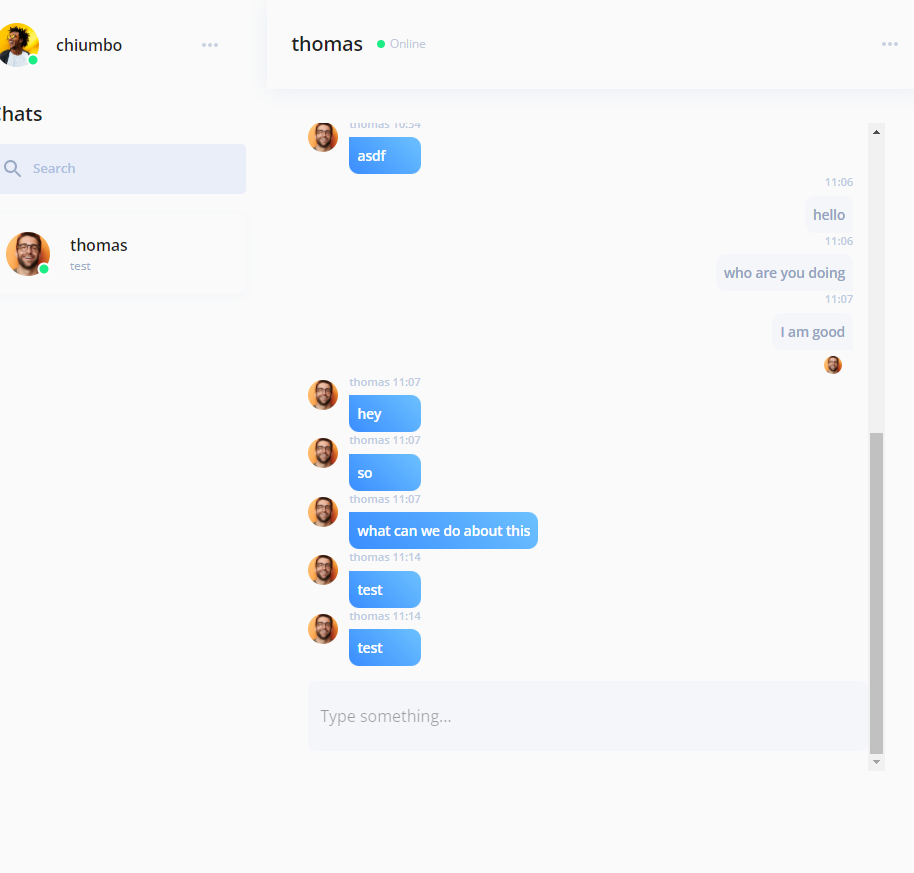 chiumbo
Chats
Search
thomas
test
thomas
Online
thomas 10:34
asdf
11:06
hello
11:06
who are you doing
11:07
I am good
thomas 11:07
hey
thomas 11:07
so
thomas 11:07
what can we do about this
thomas 11:14
test
thomas 11:14
test
Type something...